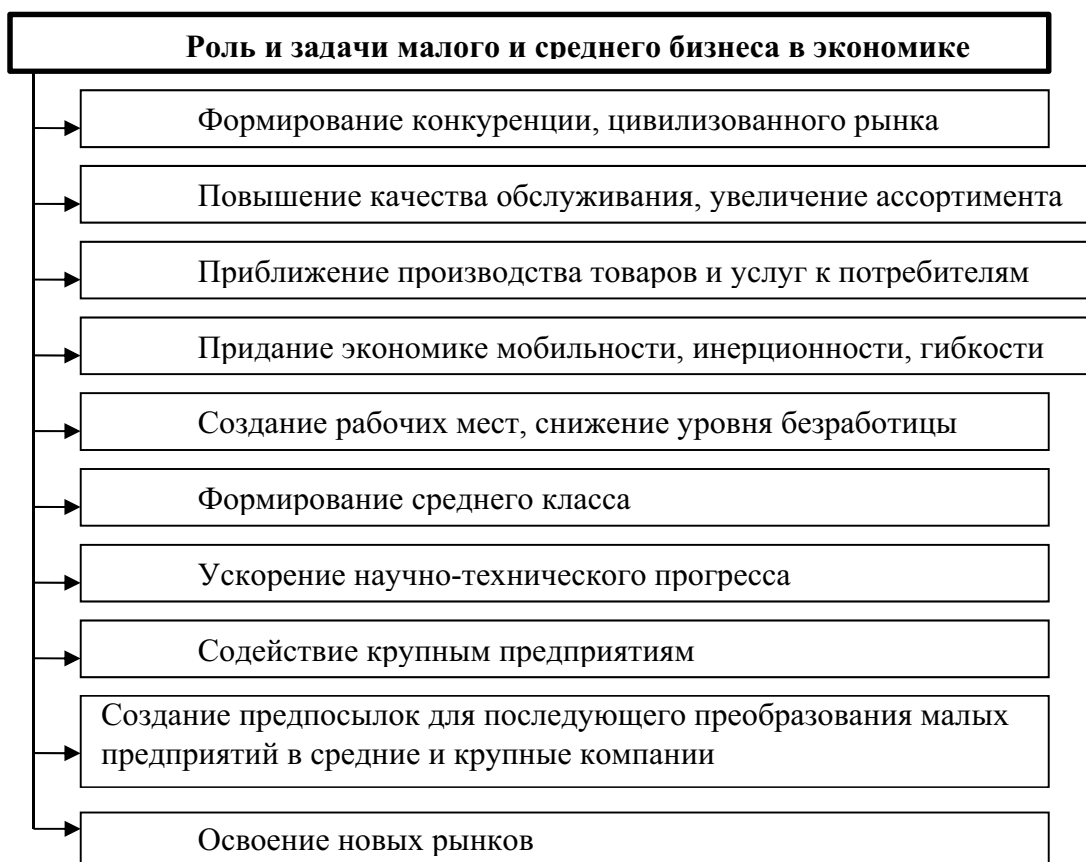 Роль и задачи малого и среднего бизнеса в экономике
Формирование конкуренции, цивилизованного рынка
Повышение качества обслуживания, увеличение ассортимента
Приближение производства товаров и услуг к потребителям
Придание экономике мобильности, инерционности, гибкости
Создание рабочих мест, снижение уровня безработицы
Формирование среднего класса
Ускорение научно-технического прогресса
Содействие крупным предприятиям
Создание предпосылок для последующего преобразования малых
предприятий в средние и крупные компании
Освоение новых рынков